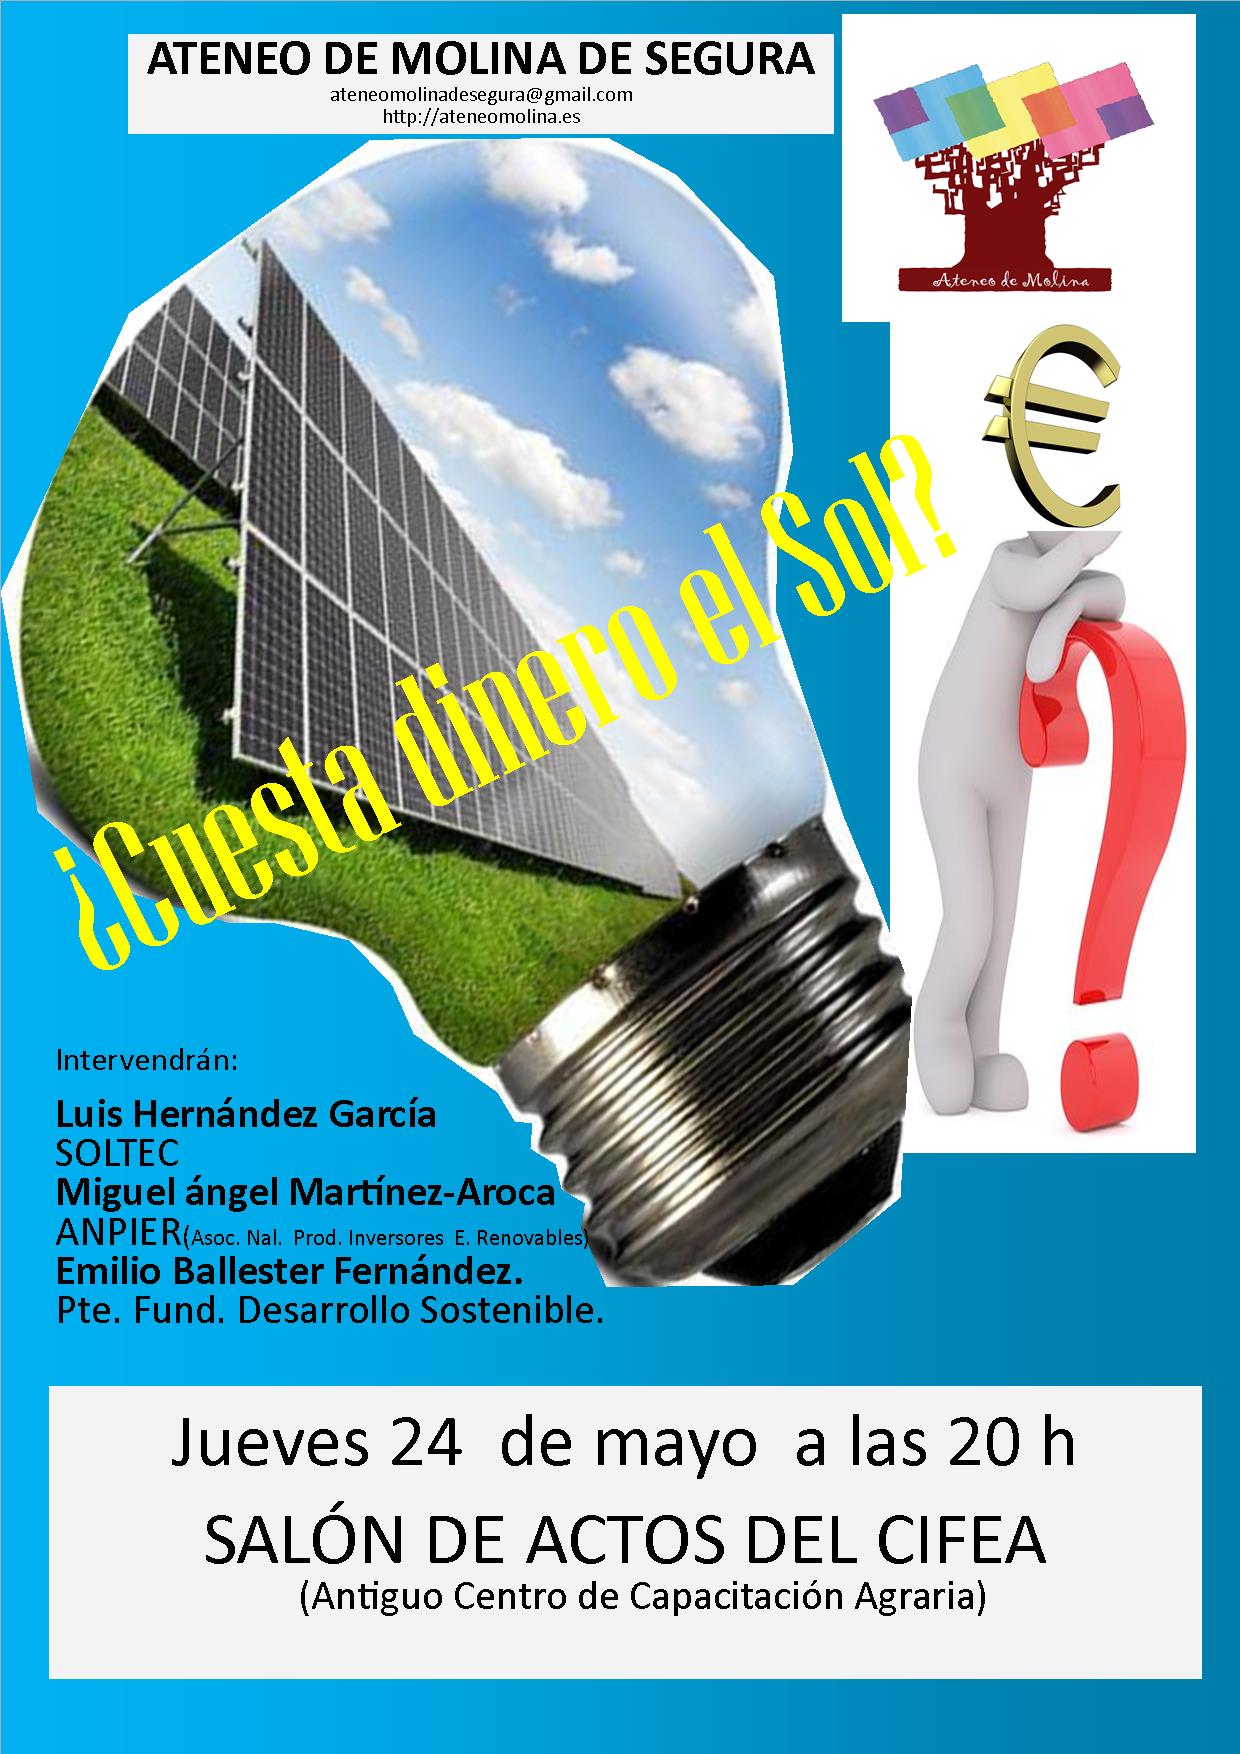 ATENEO DE MOLINA DE SEGURA
ateneomolinadesegura@gmail.com
http://ateneomolina.es
Ateneo de Molina
¿Cuesta dinero el Sol?
Intervendrán:
Luis Hernández García
SOLTEC
Miguel ángel Martínez-Aroca
ANPIER(Asoc. Nal. Prod. Inversores E. Renovables)
Emilio Ballester Fernández.
Pte. Fund. Desarrollo Sostenible.
Jueves 24 de mayo a las 20 h
SALÓN DE ACTOS DEL CIFEA
(Antiguo Centro de Capacitación Agraria)